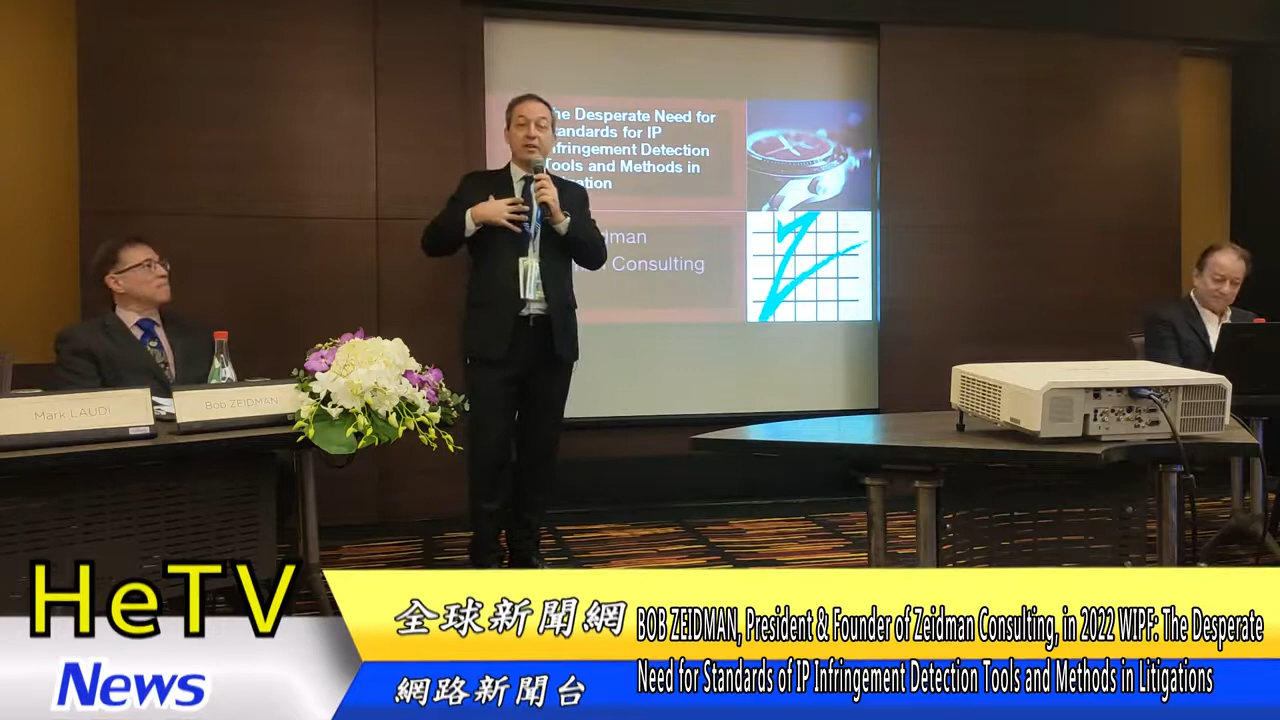 he Desperate Need for
tandards for IP
nfringement Detection
Tools and Methods in
gation
dman
Consulting
Mark LAUDI
Bob ZEIDMAN
HeTV
News
全球新聞網
網路新聞台
BOB ZEIDMAN, President & Founder of Zeidman Consulting, in 2022 WIPF: The Desperate
Need for Standards of IP Infringement Detection Tools and Methods in Litigations